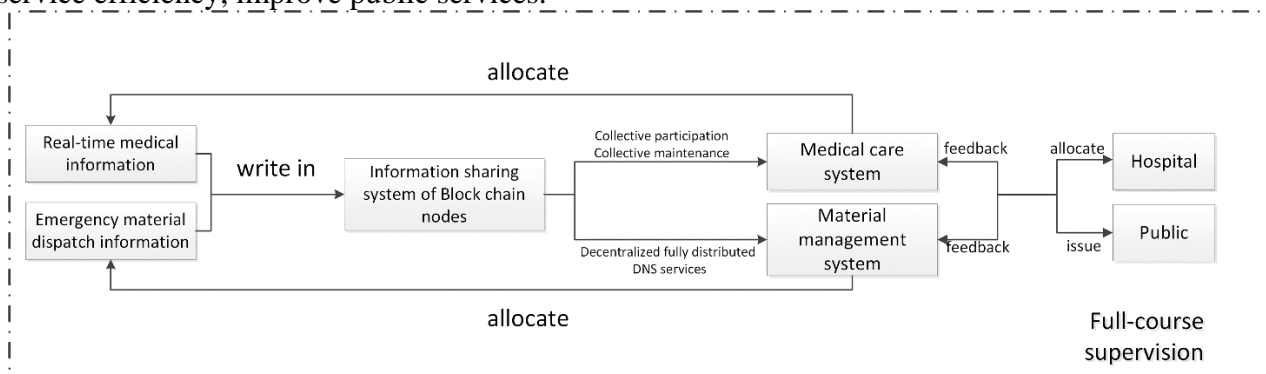 service efficiency, improve public services.
allocate
Real-time medical
information
Emergency material
dispatch information
write in
Information sharing
system of Block chain
nodes
Collective participation
Collective maintenance
Decentralized fully distributed
DNS services
Medical care
system
Material
management
system
feedback
feedback
allocate
issue
Hospital
Public
allocate
Full-course
supervision